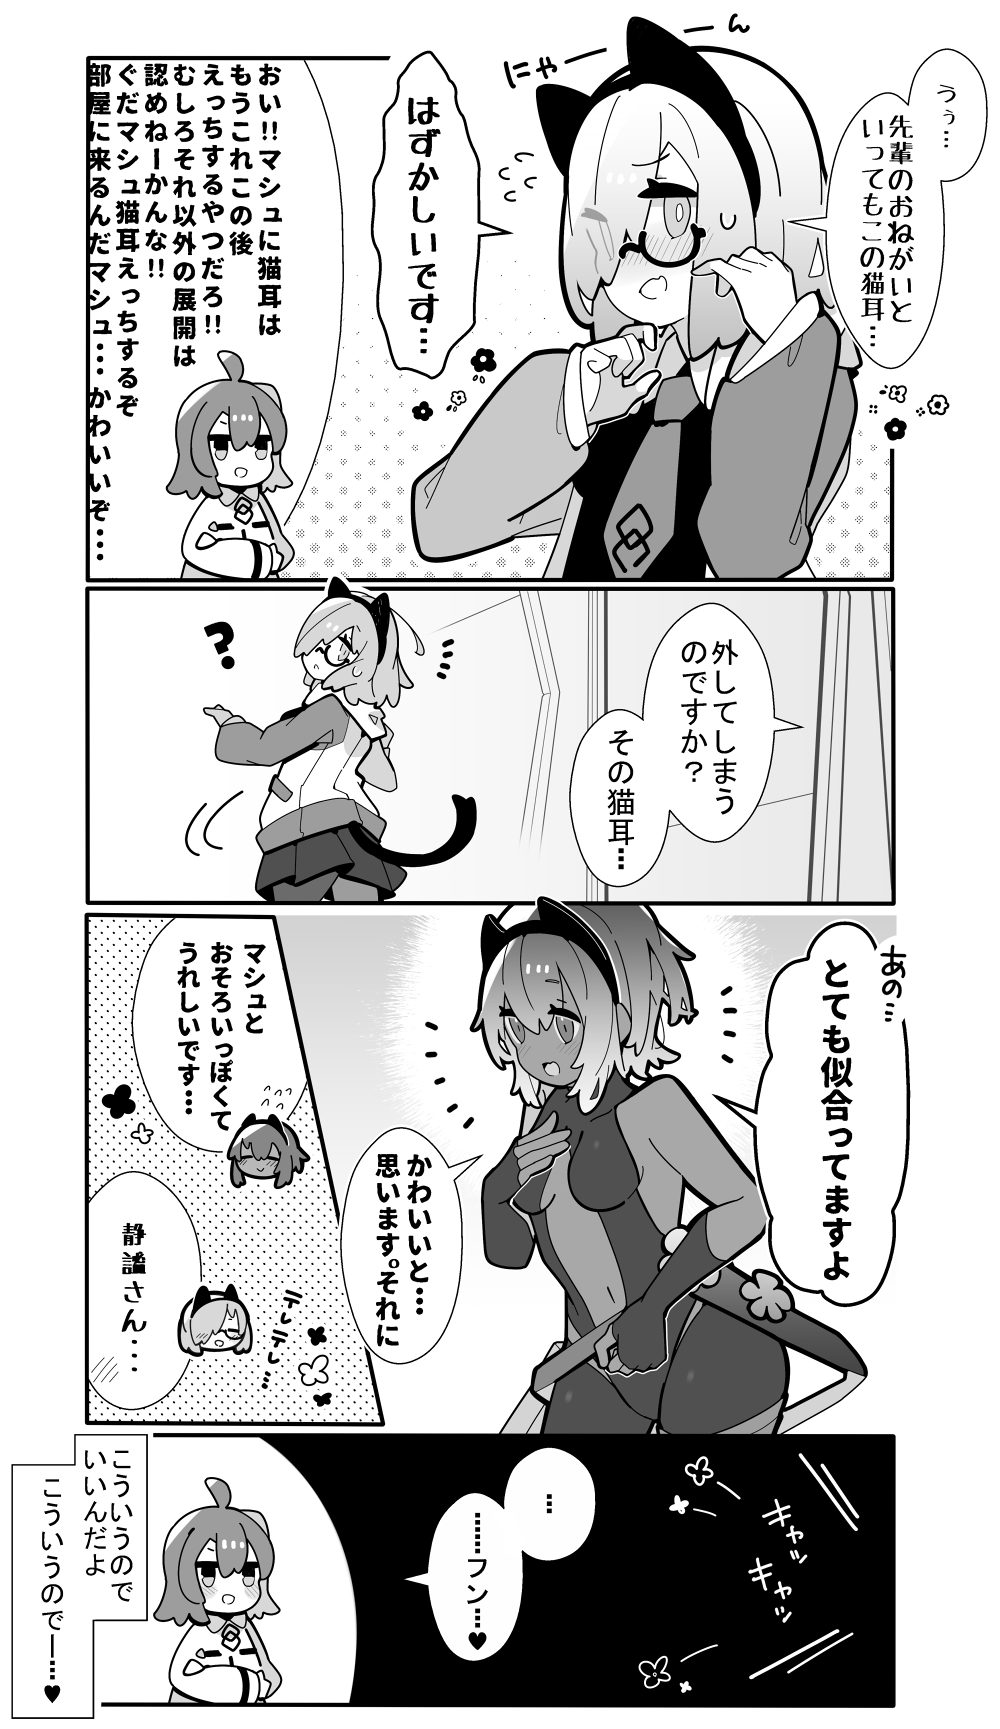 うぅ…
先輩のおねがいと
いってもこの猫耳…
にゃーーん
はずかしいです…
おい!!マシュに猫耳は
もうこれこの後
えっちするやつだろ!!
むしろそれ以外の展開は
認めねーかんな!!
ぐだマシュ猫耳えっちするぞ
部屋に来るんだマシュ…かわいいぞ…
外してしまう
のですか?
その猫耳…
?
あの…
とても似合ってますよ
かわいいと…
思います。それに
マシュと
おそろいっぽくて
うれしいです…
静謐さん…
テレテレ…
キャッ
キャッ
…
……フン…♥
こういうので
いいんだよ
こういうのでー…♥